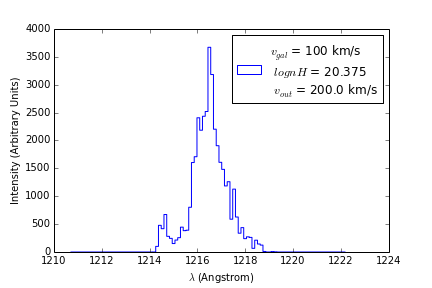 4000
3500
3000
2500
2000
1500
1000
500
0
Intensity (Arbitrary Units)
v_gal = 100 km/s
lognH = 20.375
v_out = 200.0 km/s
1210 1212 1214 1216 1218 1220 1222 1224
λ (Angstrom)